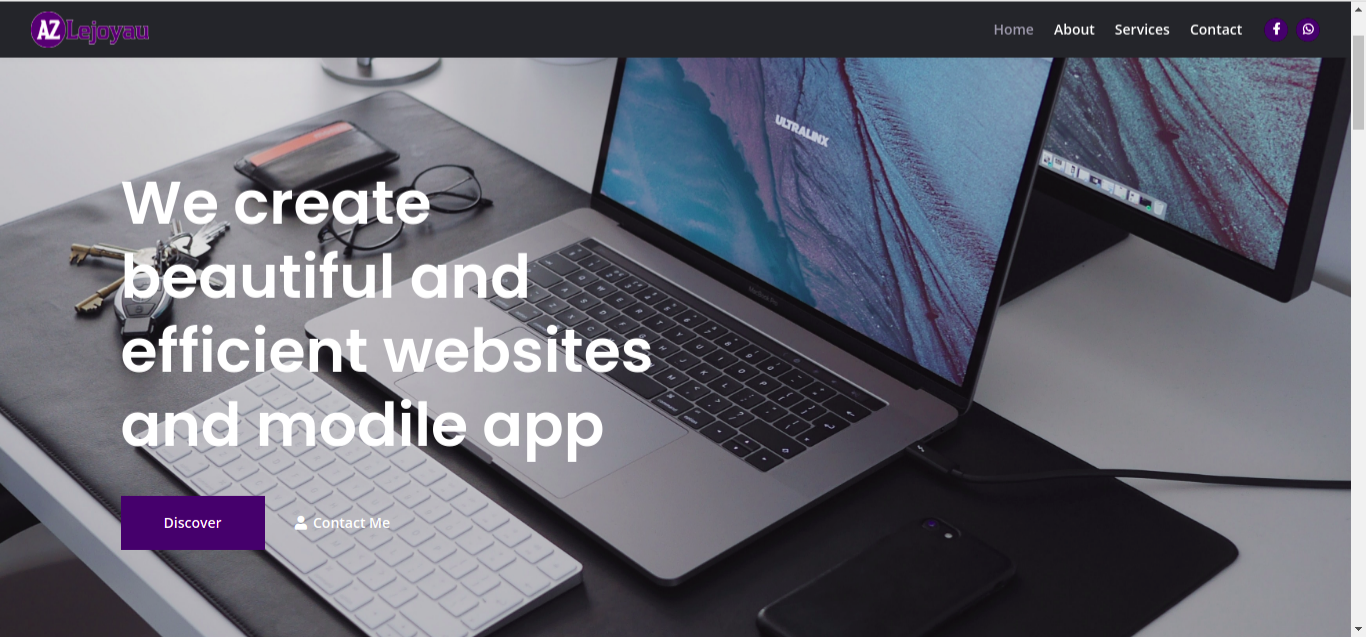 AZ Lejoyau
Home About Services Contact
ULTRALINX
We create
beautiful and
efficient websites
and modile app
Discover Contact Me